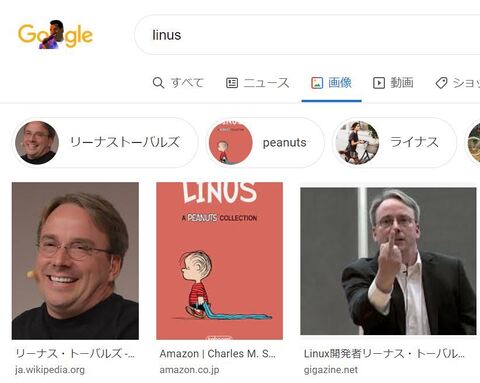 Google
linus
すべて
ニュース
画像
動画
ショッ
リーナストーバルズ
peanuts
ライナス
LINUS
A PEANUTS COLLECTION
リーナス・トーバルズ -...
Amazon | Charles M. S...
Linux開発者リーナス・トーバル...
ja.wikipedia.org
amazon.co.jp
gigazine.net